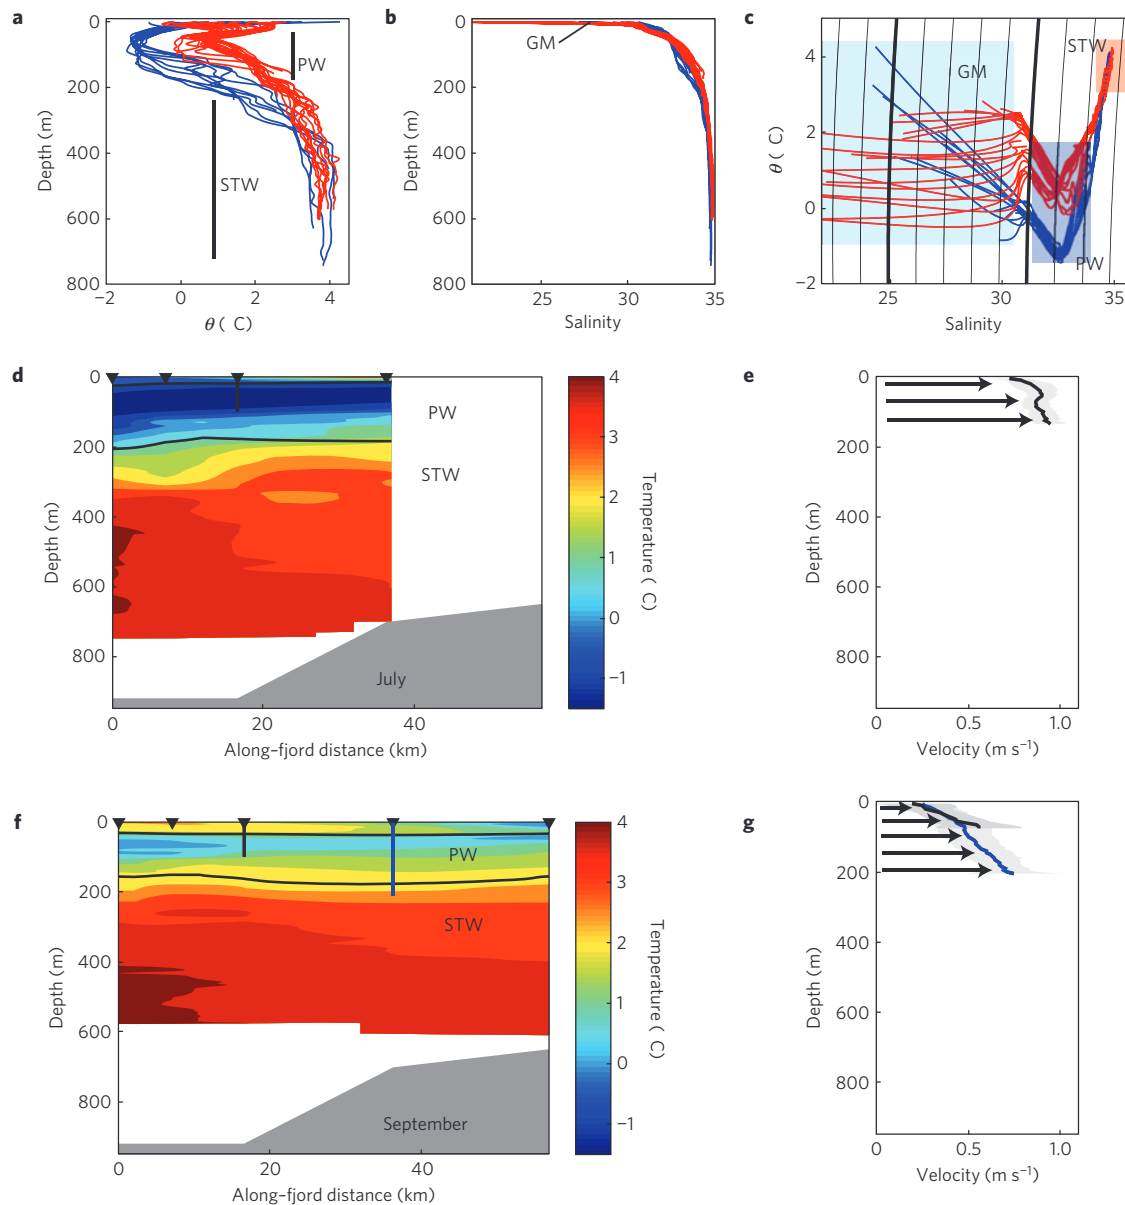 a
0
200
400
600
800
−2
0
2
4
Depth (m)
θ ( C)
PW
STW
b
0
200
400
600
800
25
30
35
Depth (m)
Salinity
GM
c
4
2
0
−2
25
30
35
θ ( C)
Salinity
STW
GM
PW
d
0
200
400
600
800
0
20
40
Depth (m)
Along–fjord distance (km)
PW
STW
July
4
3
2
1
0
−1
Temperature ( C)
e
0
200
400
600
800
0
0.5
1.0
Depth (m)
Velocity (m s⁻¹)
f
0
200
400
600
800
0
20
40
Depth (m)
Along–fjord distance (km)
PW
STW
September
4
3
2
1
0
−1
Temperature ( C)
g
0
200
400
600
800
0
0.5
1.0
Depth (m)
Velocity (m s⁻¹)